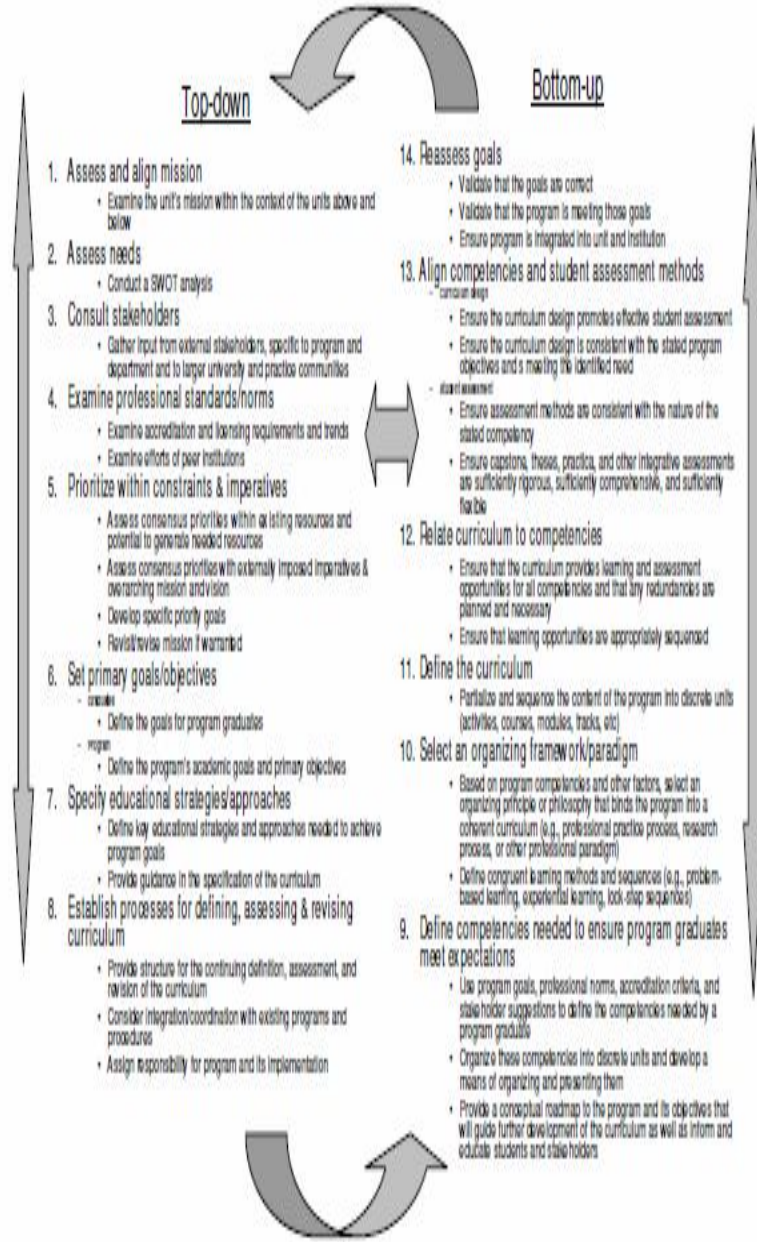 Top-down
1. Assess and align mission
• Examine the unit's mission within the context of the units above and
below
2. Assess needs
• Conduct a SWOT analysis
3. Consult stakeholders
• Gather input from external stakeholders, specific to program and
department and to larger university and practice communities
4. Examine professional standards/norms
• Examine accreditation and licensing requirements and trends
• Examine efforts of peer institutions
5. Prioritize within constraints & imperatives
• Assess consensus priorities within existing resources and
potential to generate needed resources
• Assess consensus priorities with externally imposed imperatives &
overarching mission and vision
• Develop specific priority goals
• Revisit/revise mission if warranted
6. Set primary goals/objectives
–
• Define the goals for program graduates
– program
• Define the program's academic goals and primary objectives
7. Specify educational strategies/approaches
• Define key educational strategies and approaches needed to achieve
program goals
• Provide guidance in the specification of the curriculum
8. Establish processes for defining, assessing & revising
curriculum
• Provide structure for the continuing definition, assessment, and
revision of the curriculum
• Consider integration/coordination with existing programs and
procedures
• Assign responsibility for program and its implementation
Bottom-up
14. Reassess goals
• Validate that the goals are correct
• Validate that the program is meeting those goals
• Ensure program is integrated into unit and institution
13. Align competencies and student assessment methods
– curriculum design
• Ensure the curriculum design promotes effective student assessment
• Ensure the curriculum design is consistent with the stated program
objectives and s meeting the identified need
– student assessment
• Ensure assessment methods are consistent with the nature of the
stated competency
• Ensure capstone, theses, practica, and other integrative assessments
are sufficiently rigorous, sufficiently comprehensive, and sufficiently
flexible
12. Relate curriculum to competencies
• Ensure that the curriculum provides learning and assessment
opportunities for all competencies and that any redundancies are
planned and necessary
• Ensure that learning opportunities are appropriately sequenced
11. Define the curriculum
• Partialize and sequence the content of the program into discrete units
(activities, courses, modules, tracks, etc)
10. Select an organizing framework/paradigm
• Based on program competencies and other factors, select an
organizing principle or philosophy that binds the program into a
coherent curriculum (e.g., professional practice process, research
process, or other professional paradigm)
• Define congruent learning methods and sequences (e.g., problem-
based learning, experiential learning, lock-step sequences)
9. Define competencies needed to ensure program graduates
meet expectations
• Use program goals, professional norms, accreditation criteria, and
stakeholder suggestions to define the competencies needed by a
program graduate
• Organize these competencies into discrete units and develop a
means of organizing and presenting them
• Provide a conceptual roadmap to the program and its objectives that
will guide further development of the curriculum as well as inform and
educate students and stakeholders